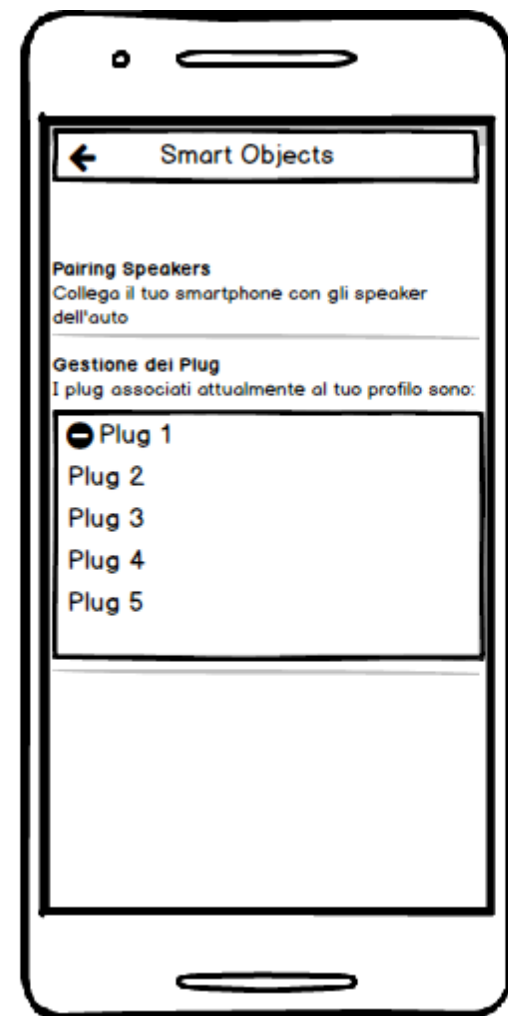 Smart Objects
Pairing Speakers
Collega il tuo smartphone con gli speaker
dell'auto
Gestione dei Plug
I plug associati attualmente al tuo profilo sono:
Plug 1
Plug 2
Plug 3
Plug 4
Plug 5